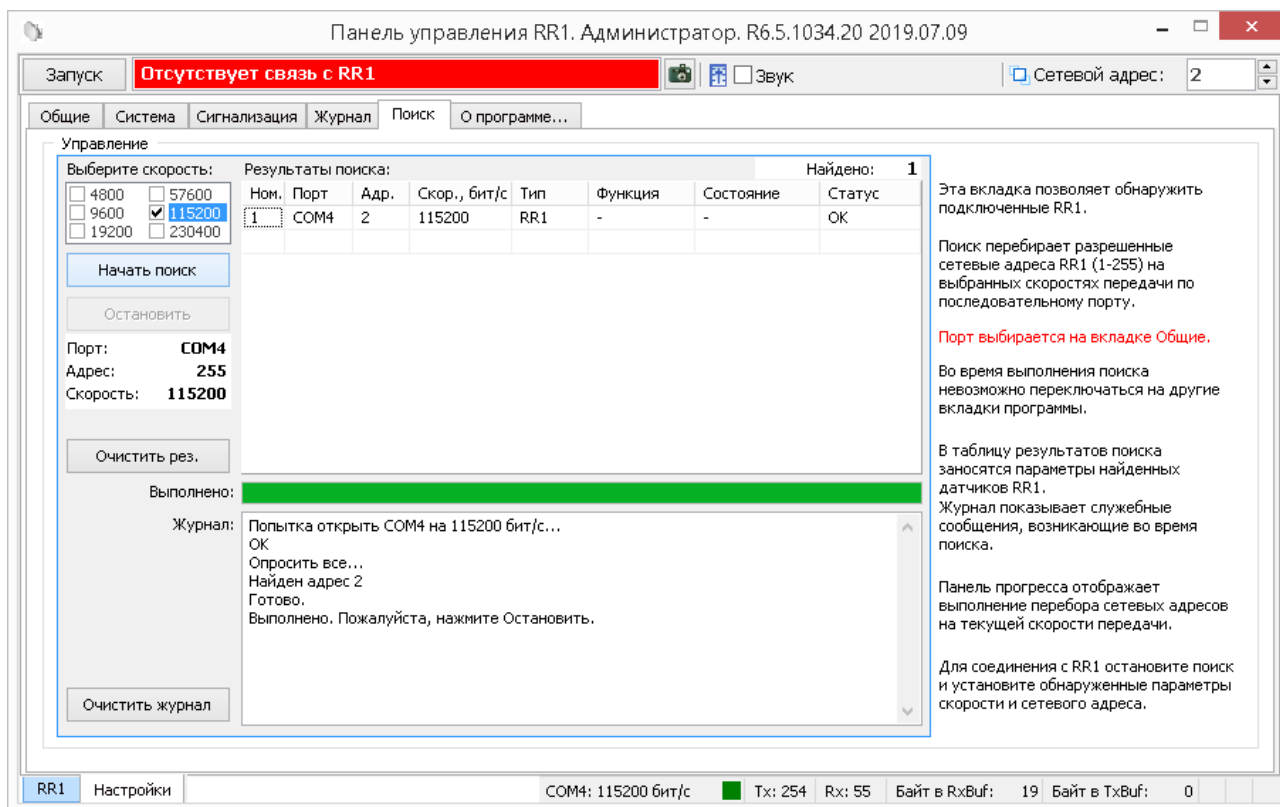 Панель управления RR1. Администратор. R6.5.1034.20 2019.07.09
Запуск Отсутствует связь с RR1 Звук Сетевой адрес: 2
Общие Система Сигнализация Журнал Поиск О программе...
Управление
Выберите скорость: Результаты поиска: Найдено: 1
4800 57600
9600 115200
19200 230400
Ном. Порт Адр. Скор., бит/с Тип Функция Состояние Статус
1 COM4 2 115200 RR1 - - OK
Начать поиск
Остановить
Порт: COM4
Адрес: 255
Скорость: 115200
Очистить рез.
Выполнено:
Журнал:
Попытка открыть COM4 на 115200 бит/с...
OK
Опросить все...
Найден адрес 2
Готово.
Выполнено. Пожалуйста, нажмите Остановить.
Очистить журнал
Эта вкладка позволяет обнаружить
подключенные RR1.
Поиск перебирает разрешенные
сетевые адреса RR1 (1-255) на
выбранных скоростях передачи по
последовательному порту.
Порт выбирается на вкладке Общие.
Во время выполнения поиска
невозможно переключаться на другие
вкладки программы.
В таблицу результатов поиска
заносятся параметры найденных
датчиков RR1.
Журнал показывает служебные
сообщения, возникающие во время
поиска.
Панель прогресса отображает
выполнение перебора сетевых адресов
на текущей скорости передачи.
Для соединения с RR1 остановите поиск
и установите обнаруженные параметры
скорости и сетевого адреса.
RR1 Настройки COM4: 115200 бит/с Tx: 254 Rx: 55 Байт в RxBuf: 19 Байт в TxBuf: 0